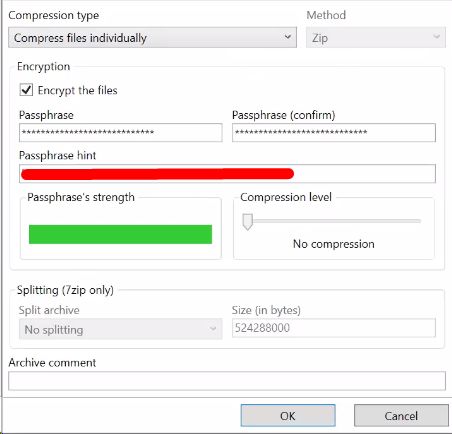 Compression type
Method
Compress files individually
Zip
Encryption
Encrypt the files
Passphrase
Passphrase (confirm)
****************************
****************************
Passphrase hint
Passphrase's strength
Compression level
No compression
Splitting (7zip only)
Split archive
Size (in bytes)
No splitting
524288000
Archive comment
OK
Cancel